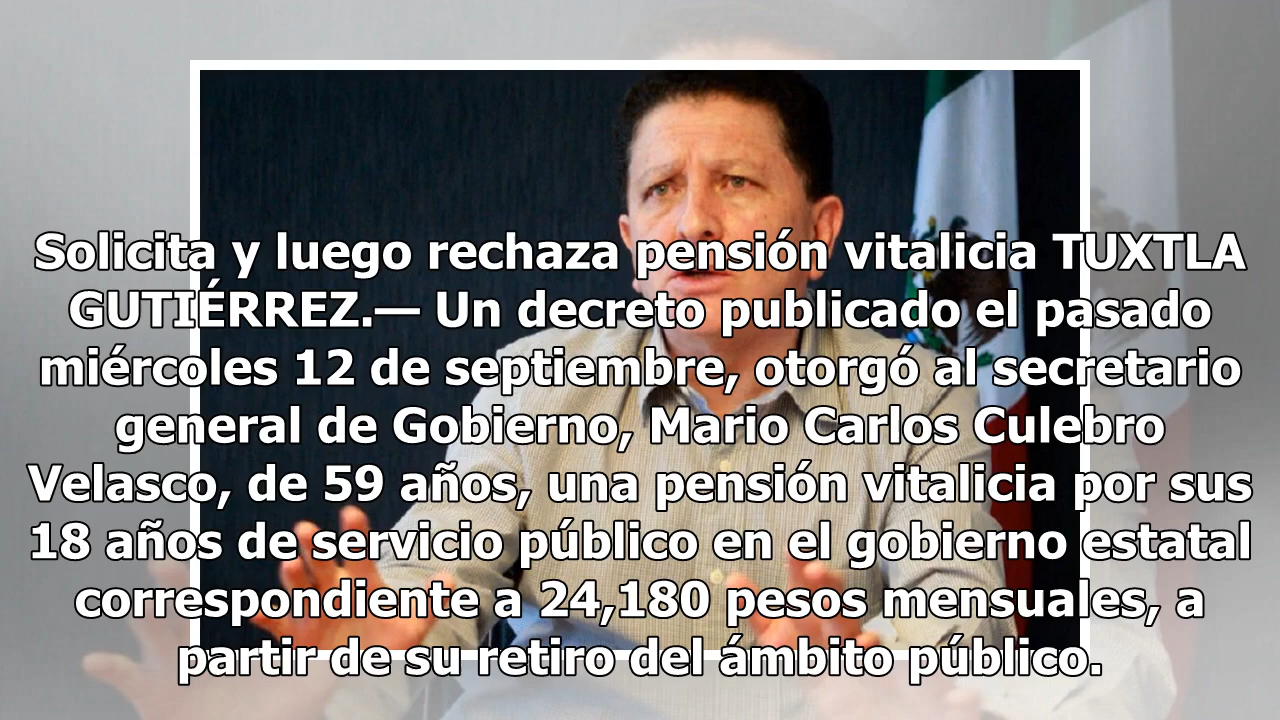 Solicita y luego rechaza pensión vitalicia TUXTLA
GUTIÉRREZ.— Un decreto publicado el pasado
miércoles 12 de septiembre, otorgó al secretario
general de Gobierno, Mario Carlos Culebro
Velasco, de 59 años, una pensión vitalicia por sus
18 años de servicio público en el gobierno estatal
correspondiente a 24,180 pesos mensuales, a
partir de su retiro del ámbito público.